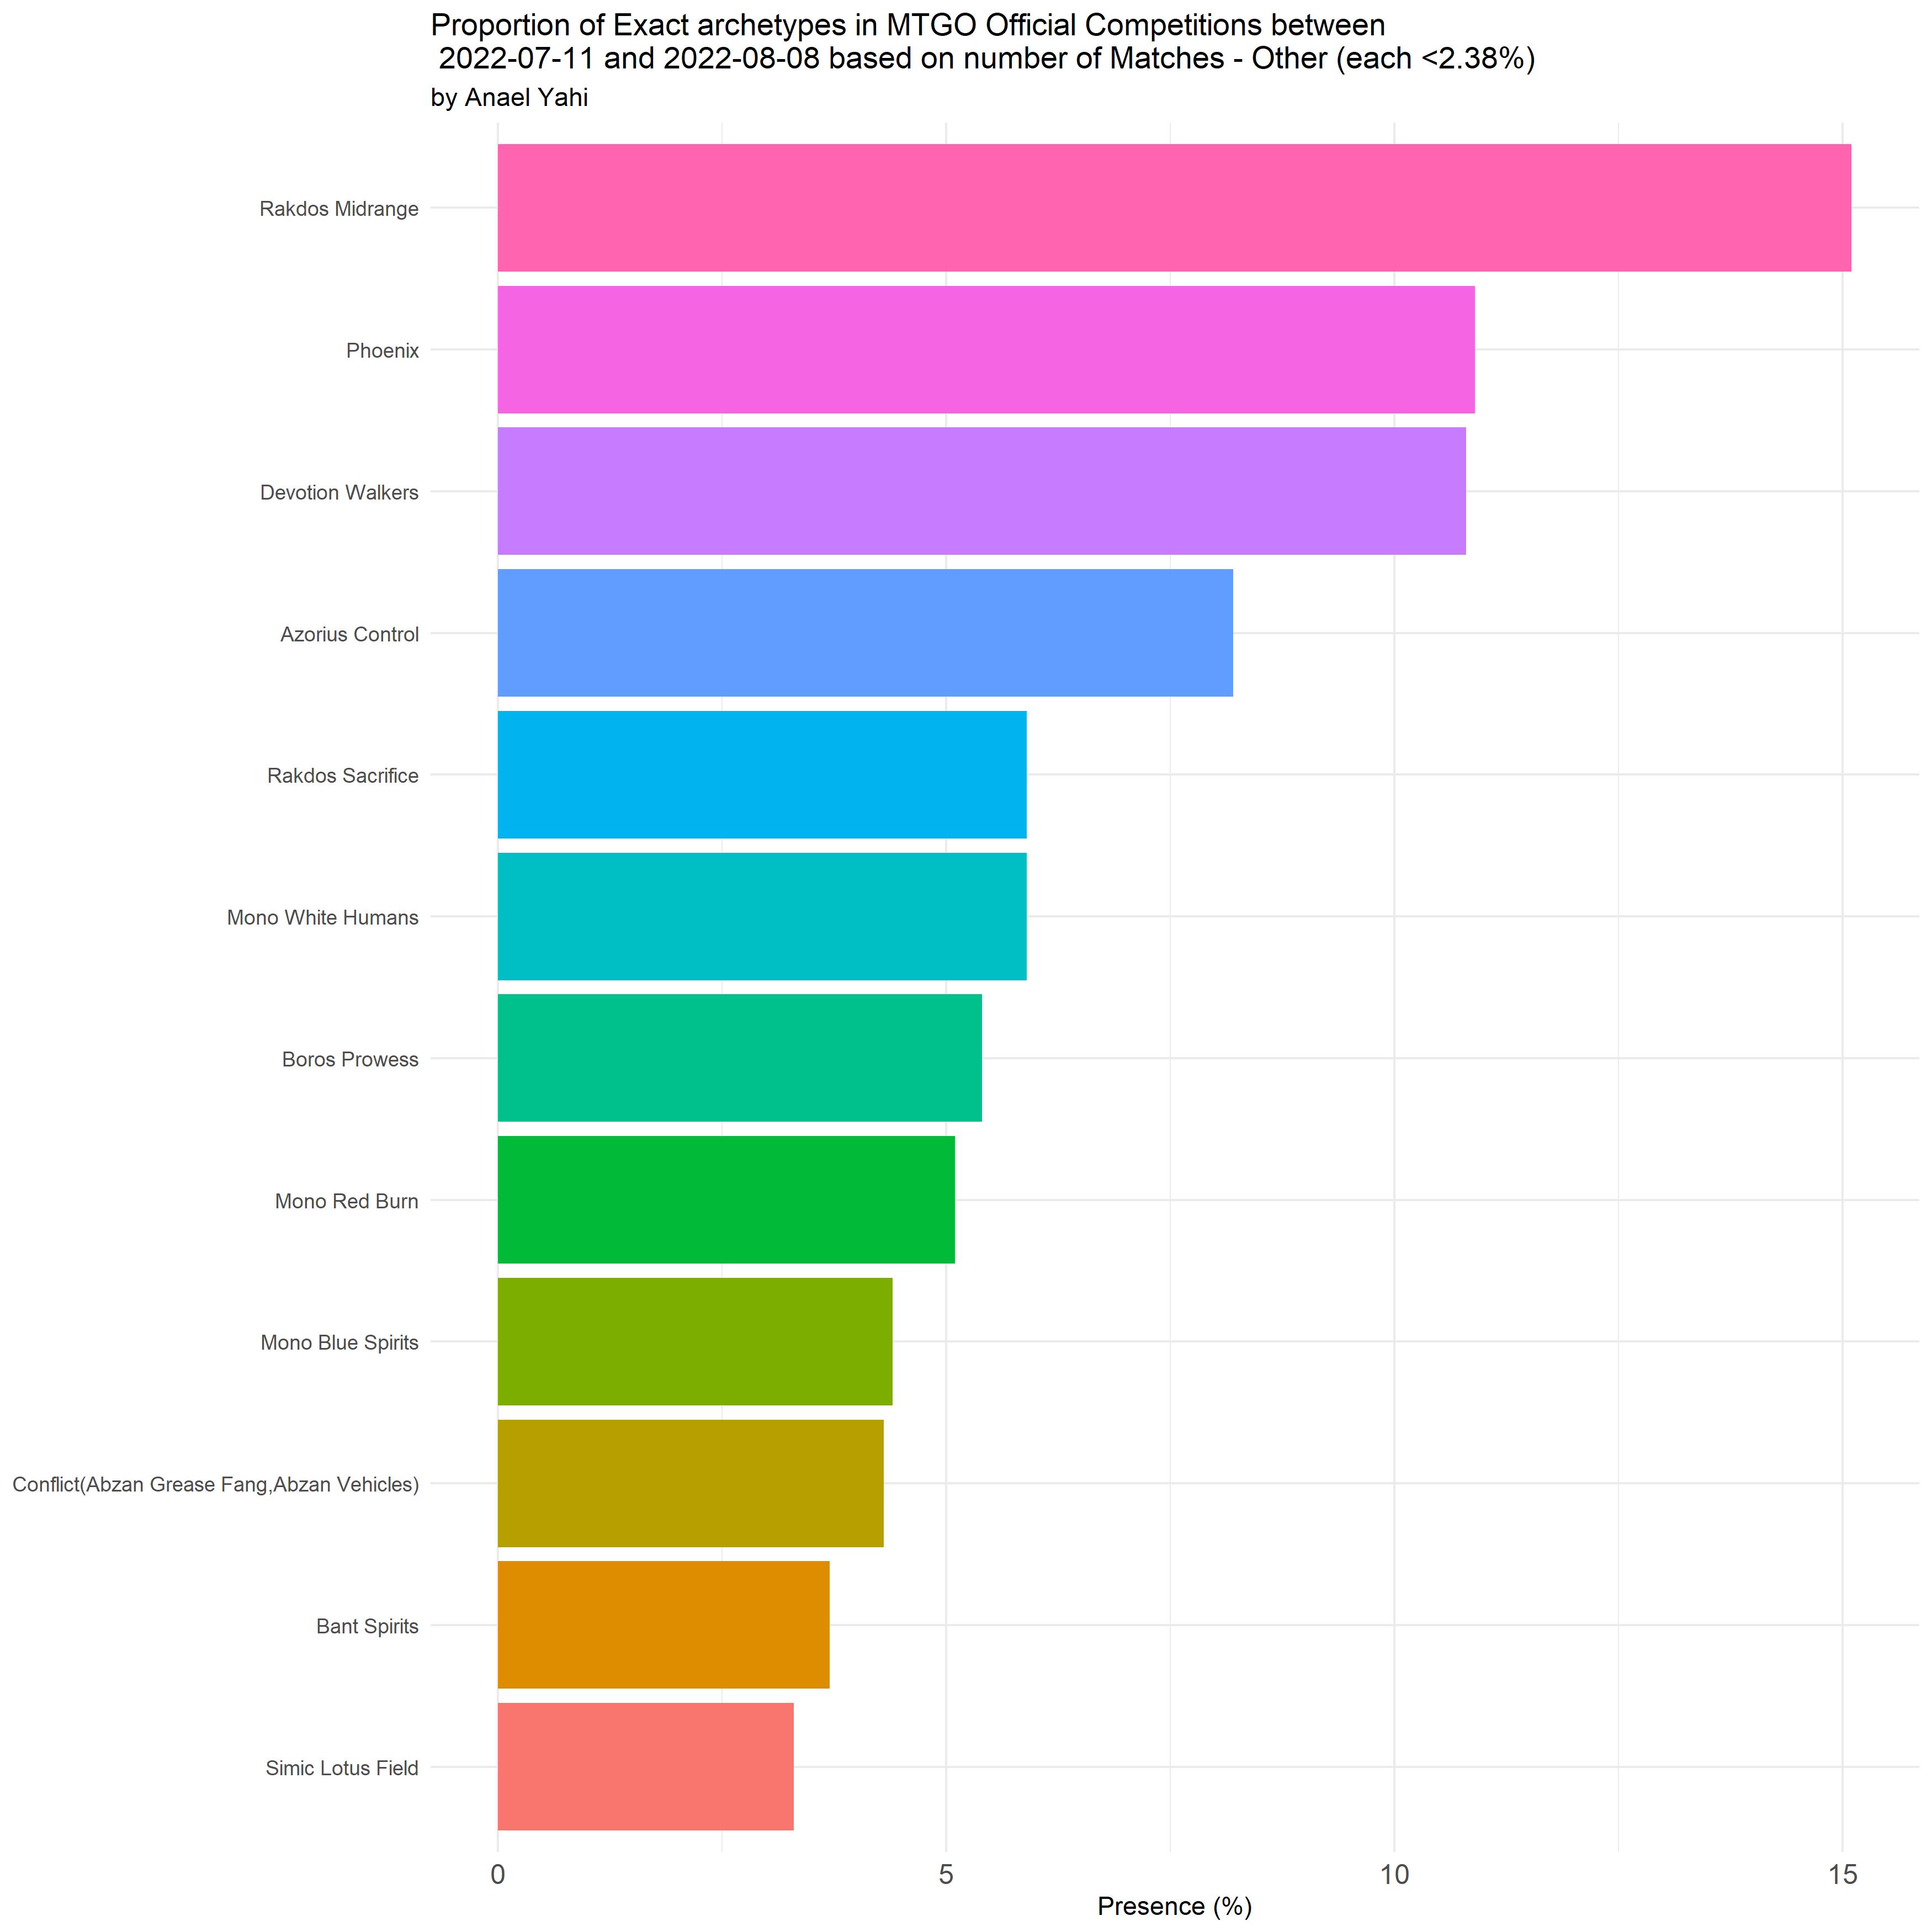 Proportion of Exact archetypes in MTGO Official Competitions between
2022-07-11 and 2022-08-08 based on number of Matches - Other (each <2.38%)
by Anael Yahi
Rakdos Midrange
Phoenix
Devotion Walkers
Azorius Control
Rakdos Sacrifice
Mono White Humans
Boros Prowess
Mono Red Burn
Mono Blue Spirits
Conflict(Abzan Grease Fang,Abzan Vehicles)
Bant Spirits
Simic Lotus Field
0 5 10 15
Presence (%)